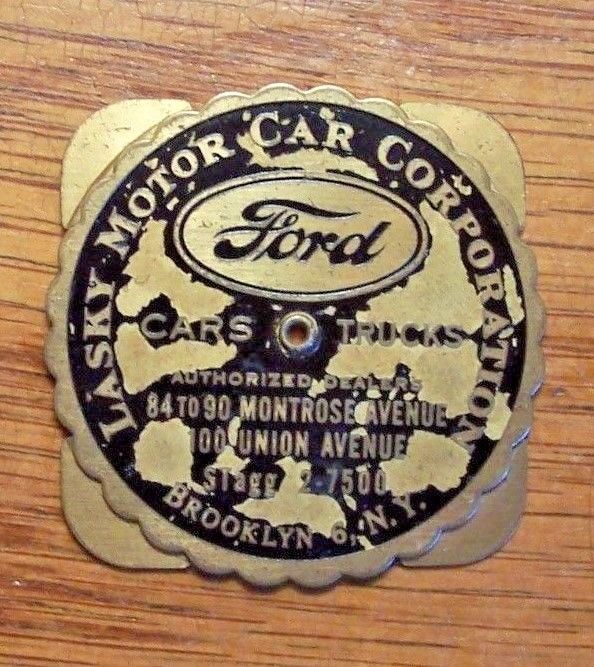 LASKY MOTOR CAR CORPORATION
Ford
CARS TRUCKS
AUTHORIZED DEALERS
84 TO 90 MONTROSE AVENUE
100 UNION AVENUE
STagg 2-7500
BROOKLYN 6, N.Y.